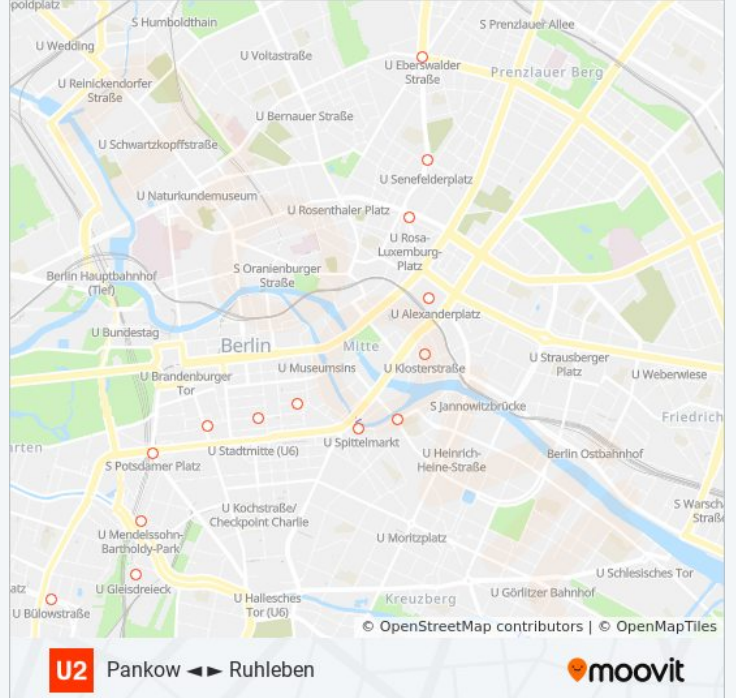 poldplatz
S Humboldthain
S Prenzlauer Allee
U Wedding
U Voltastraße
U Eberswalder
Straße
Prenzlauer Berg
U Reinickendorfer
Straße
U Bernauer Straße
U Schwartzkopffstraße
U Senefelderplatz
U Naturkundemuseum
U Rosenthaler Platz
U Rosa-
Luxemburg-
Platz
S Oranienburger
Straße
Berlin Hauptbahnhof
(Tief)
U Alexanderplatz
U Bundestag
Berlin
Mitte
U Strausberger
Platz
U Museumsins
U Klosterstraße
U Weberwiese
U Brandenburger
Tor
S Jannowitzbrücke
Friedrich
rten
U Stadtmitte (U6)
U Spittelmarkt
U Heinrich-
Heine-Straße
Berlin Ostbahnhof
S Potsdamer Platz
S Warsch
Straße
U Kochstraße/
Checkpoint Charlie
U Mendelssohn-
Bartholdy-Park
U Moritzplatz
U Schlesisches Tor
atz
U Gleisdreieck
U Görlitzer Bahnhof
U Hallesches
Tor (U6)
Kreuzberg
U Bülowstraße
© OpenStreetMap contributors | © OpenMapTiles
U2 Pankow ◄► Ruhleben
moovit